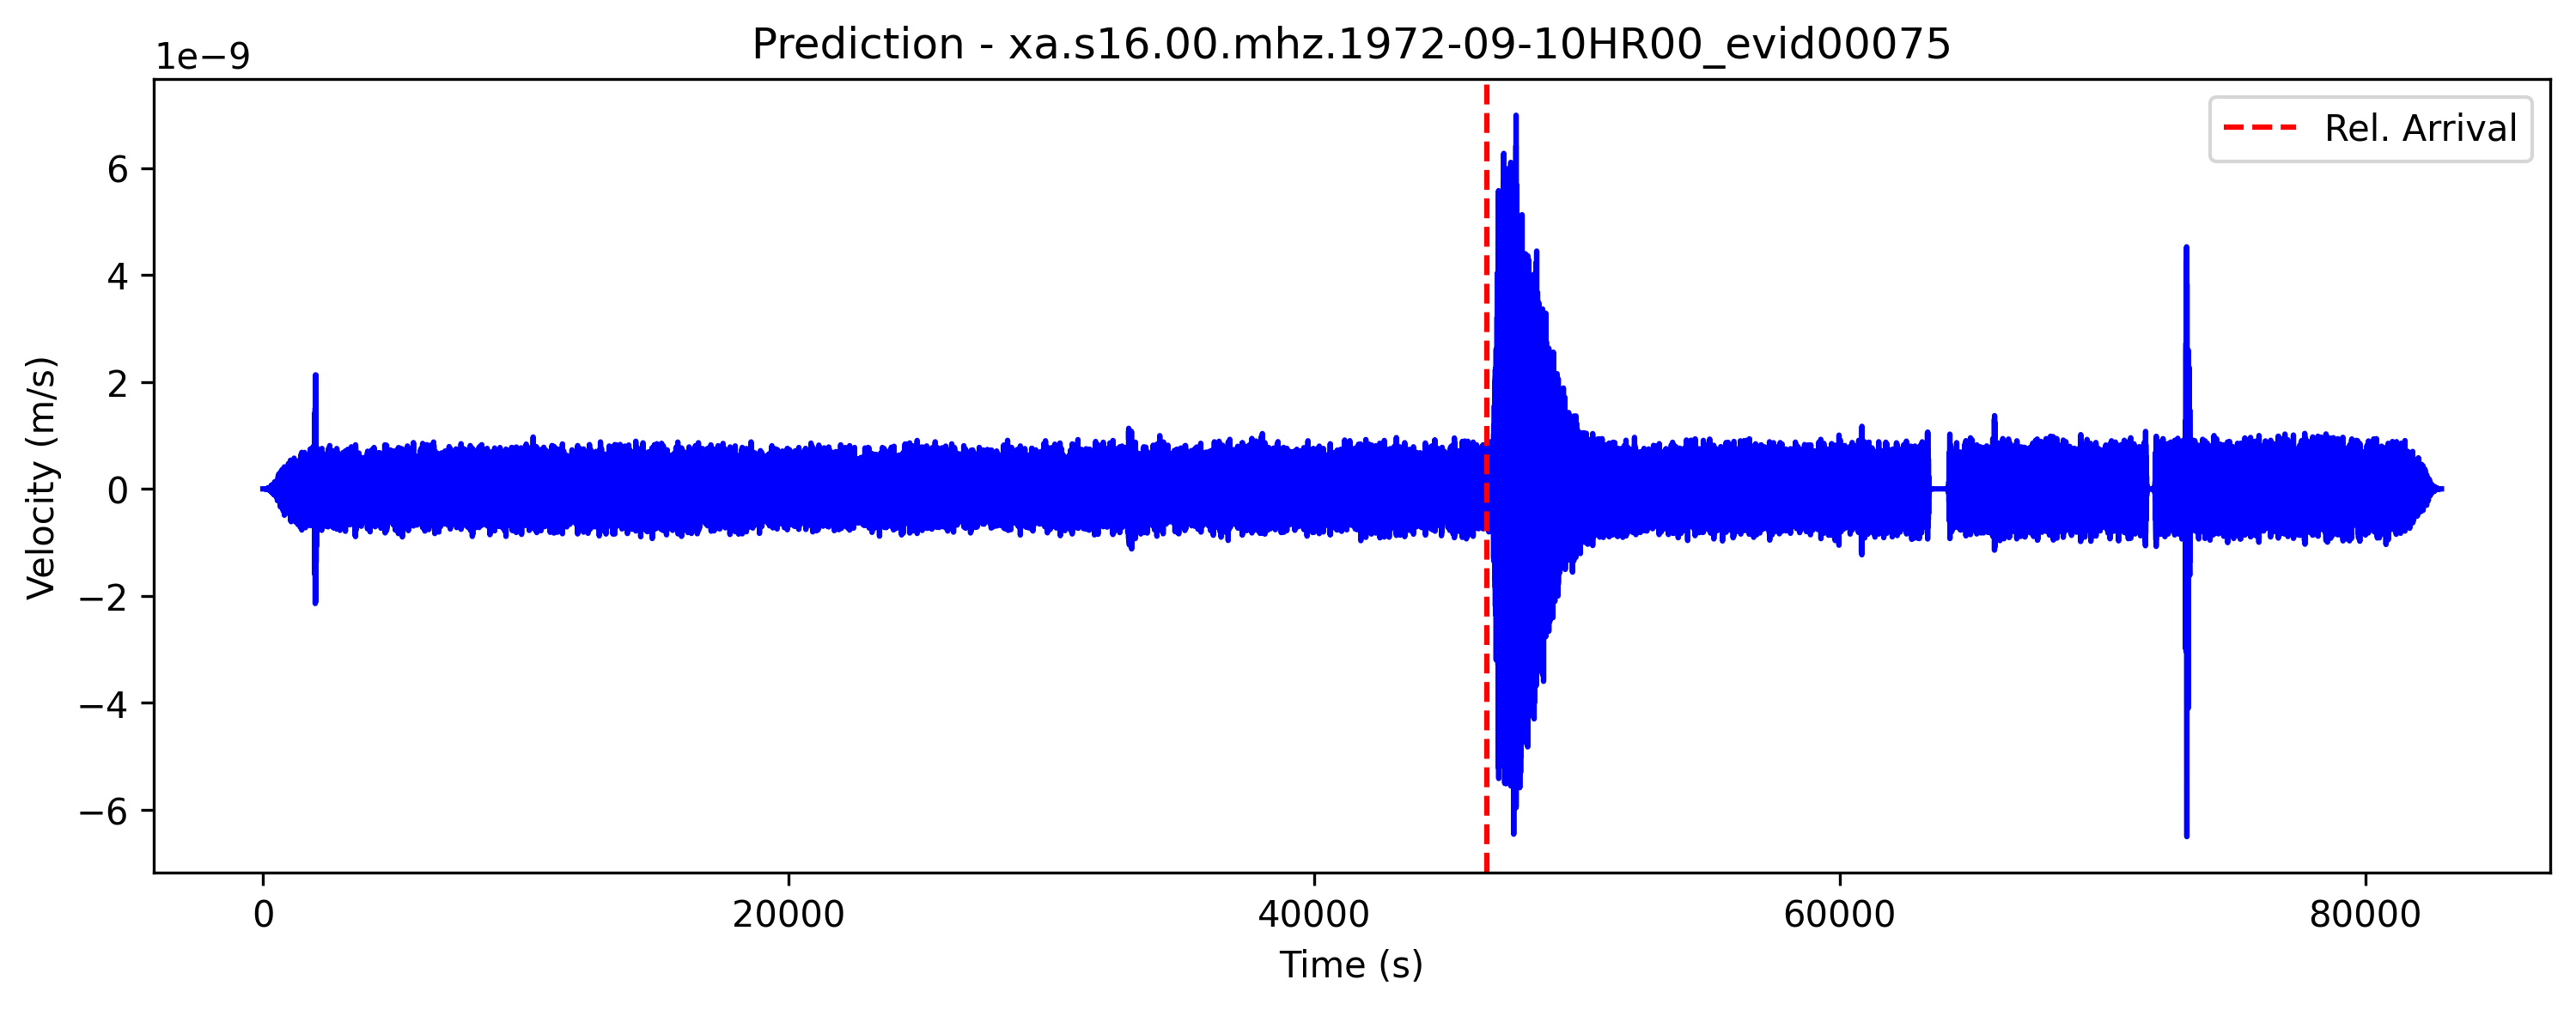 Prediction - xa.s16.00.mhz.1972-09-10HR00_evid00075
1e−9
Rel. Arrival
6
4
2
0
−2
−4
−6
Velocity (m/s)
0 20000 40000 60000 80000
Time (s)